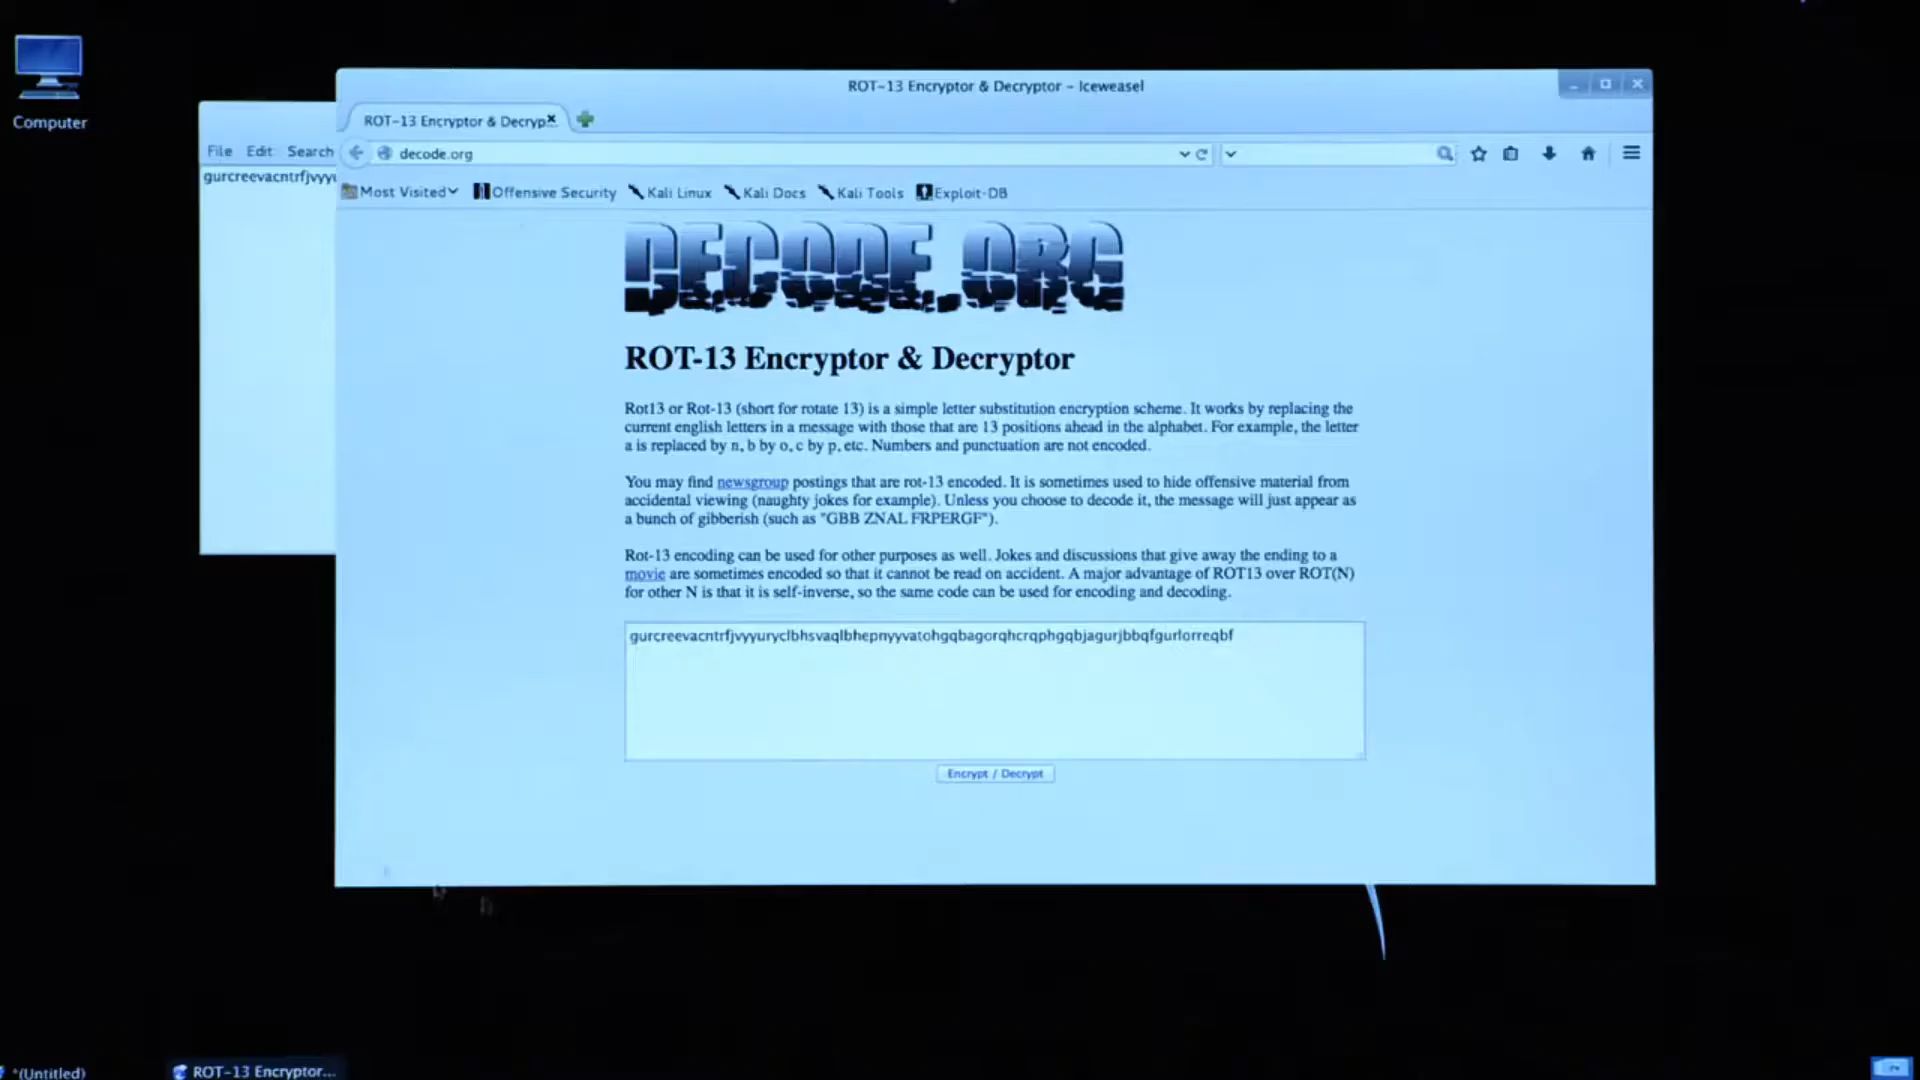 Computer
ROT-13 Encryptor & Decryptor - Iceweasel
ROT-13 Encryptor & Decryp
File Edit Search
decode.org
gurcreevacntrfjvyyu
Most Visited Offensive Security Kali Linux Kali Docs Kali Tools Exploit-DB
DECODE.ORG
ROT-13 Encryptor & Decryptor
Rot13 or Rot-13 (short for rotate 13) is a simple letter substitution encryption scheme. It works by replacing the
current english letters in a message with those that are 13 positions ahead in the alphabet. For example, the letter
a is replaced by n, b by o, c by p, etc. Numbers and punctuation are not encoded.
You may find newsgroup postings that are rot-13 encoded. It is sometimes used to hide offensive material from
accidental viewing (naughty jokes for example). Unless you choose to decode it, the message will just appear as
a bunch of gibberish (such as "GBB ZNAL FRPERGF").
Rot-13 encoding can be used for other purposes as well. Jokes and discussions that give away the ending to a
movie are sometimes encoded so that it cannot be read on accident. A major advantage of ROT13 over ROT(N)
for other N is that it is self-inverse, so the same code can be used for encoding and decoding.
gurcreevacntrfjvyyuryclbhsvaqlbhepnyyvatohgqbagorqhcrqphgqbjagurjbbqfgurlorreqbf
Encrypt / Decrypt
*(Untitled)
ROT-13 Encryptor...